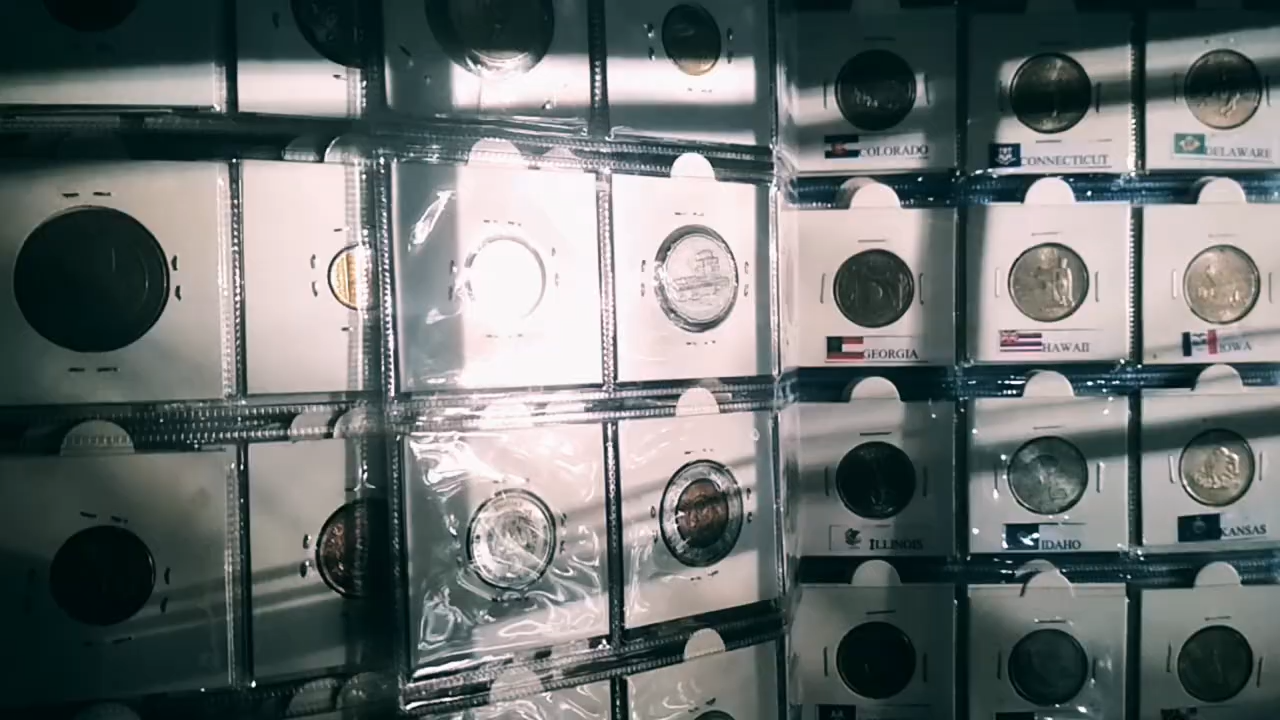 COLORADO
CONNECTICUT
DELAWARE
GEORGIA
HAWAII
IOWA
ILLINOIS
IDAHO
KANSAS